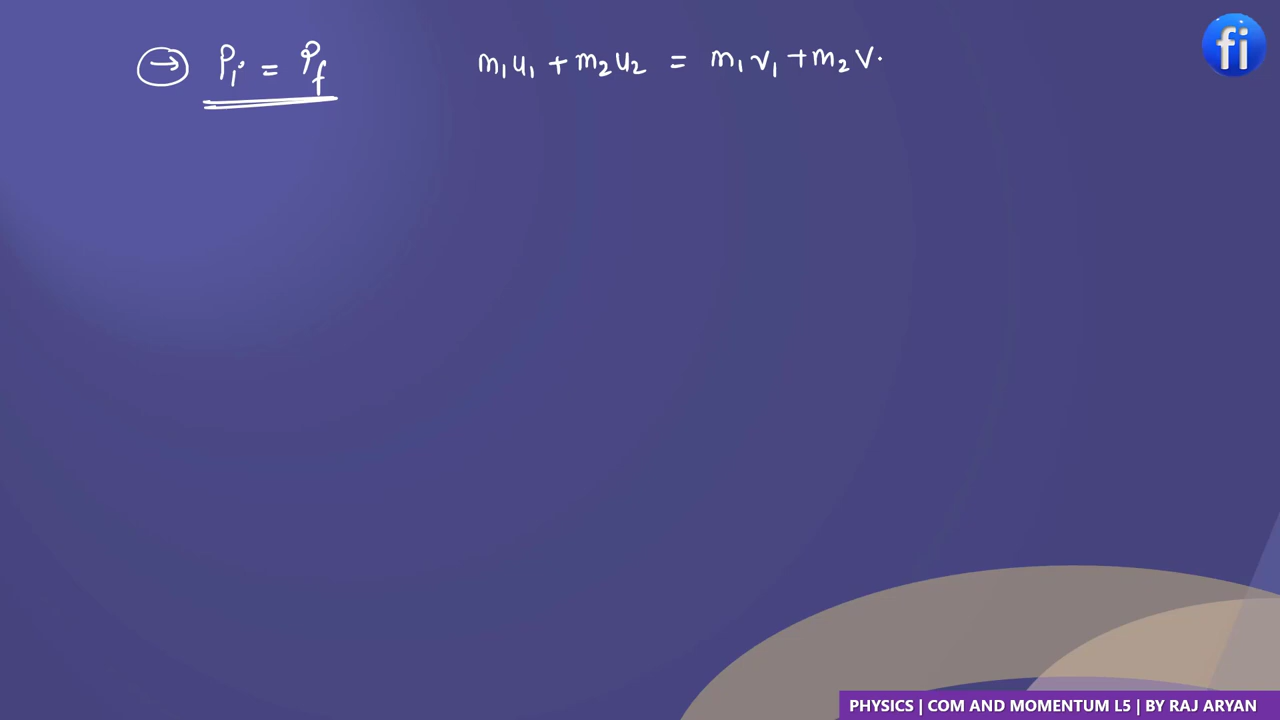 → Pi = Pf m₁u₁ + m₂u₂ = m₁v₁ + m₂v.
fi
PHYSICS | COM AND MOMENTUM L5 | BY RAJ ARYAN